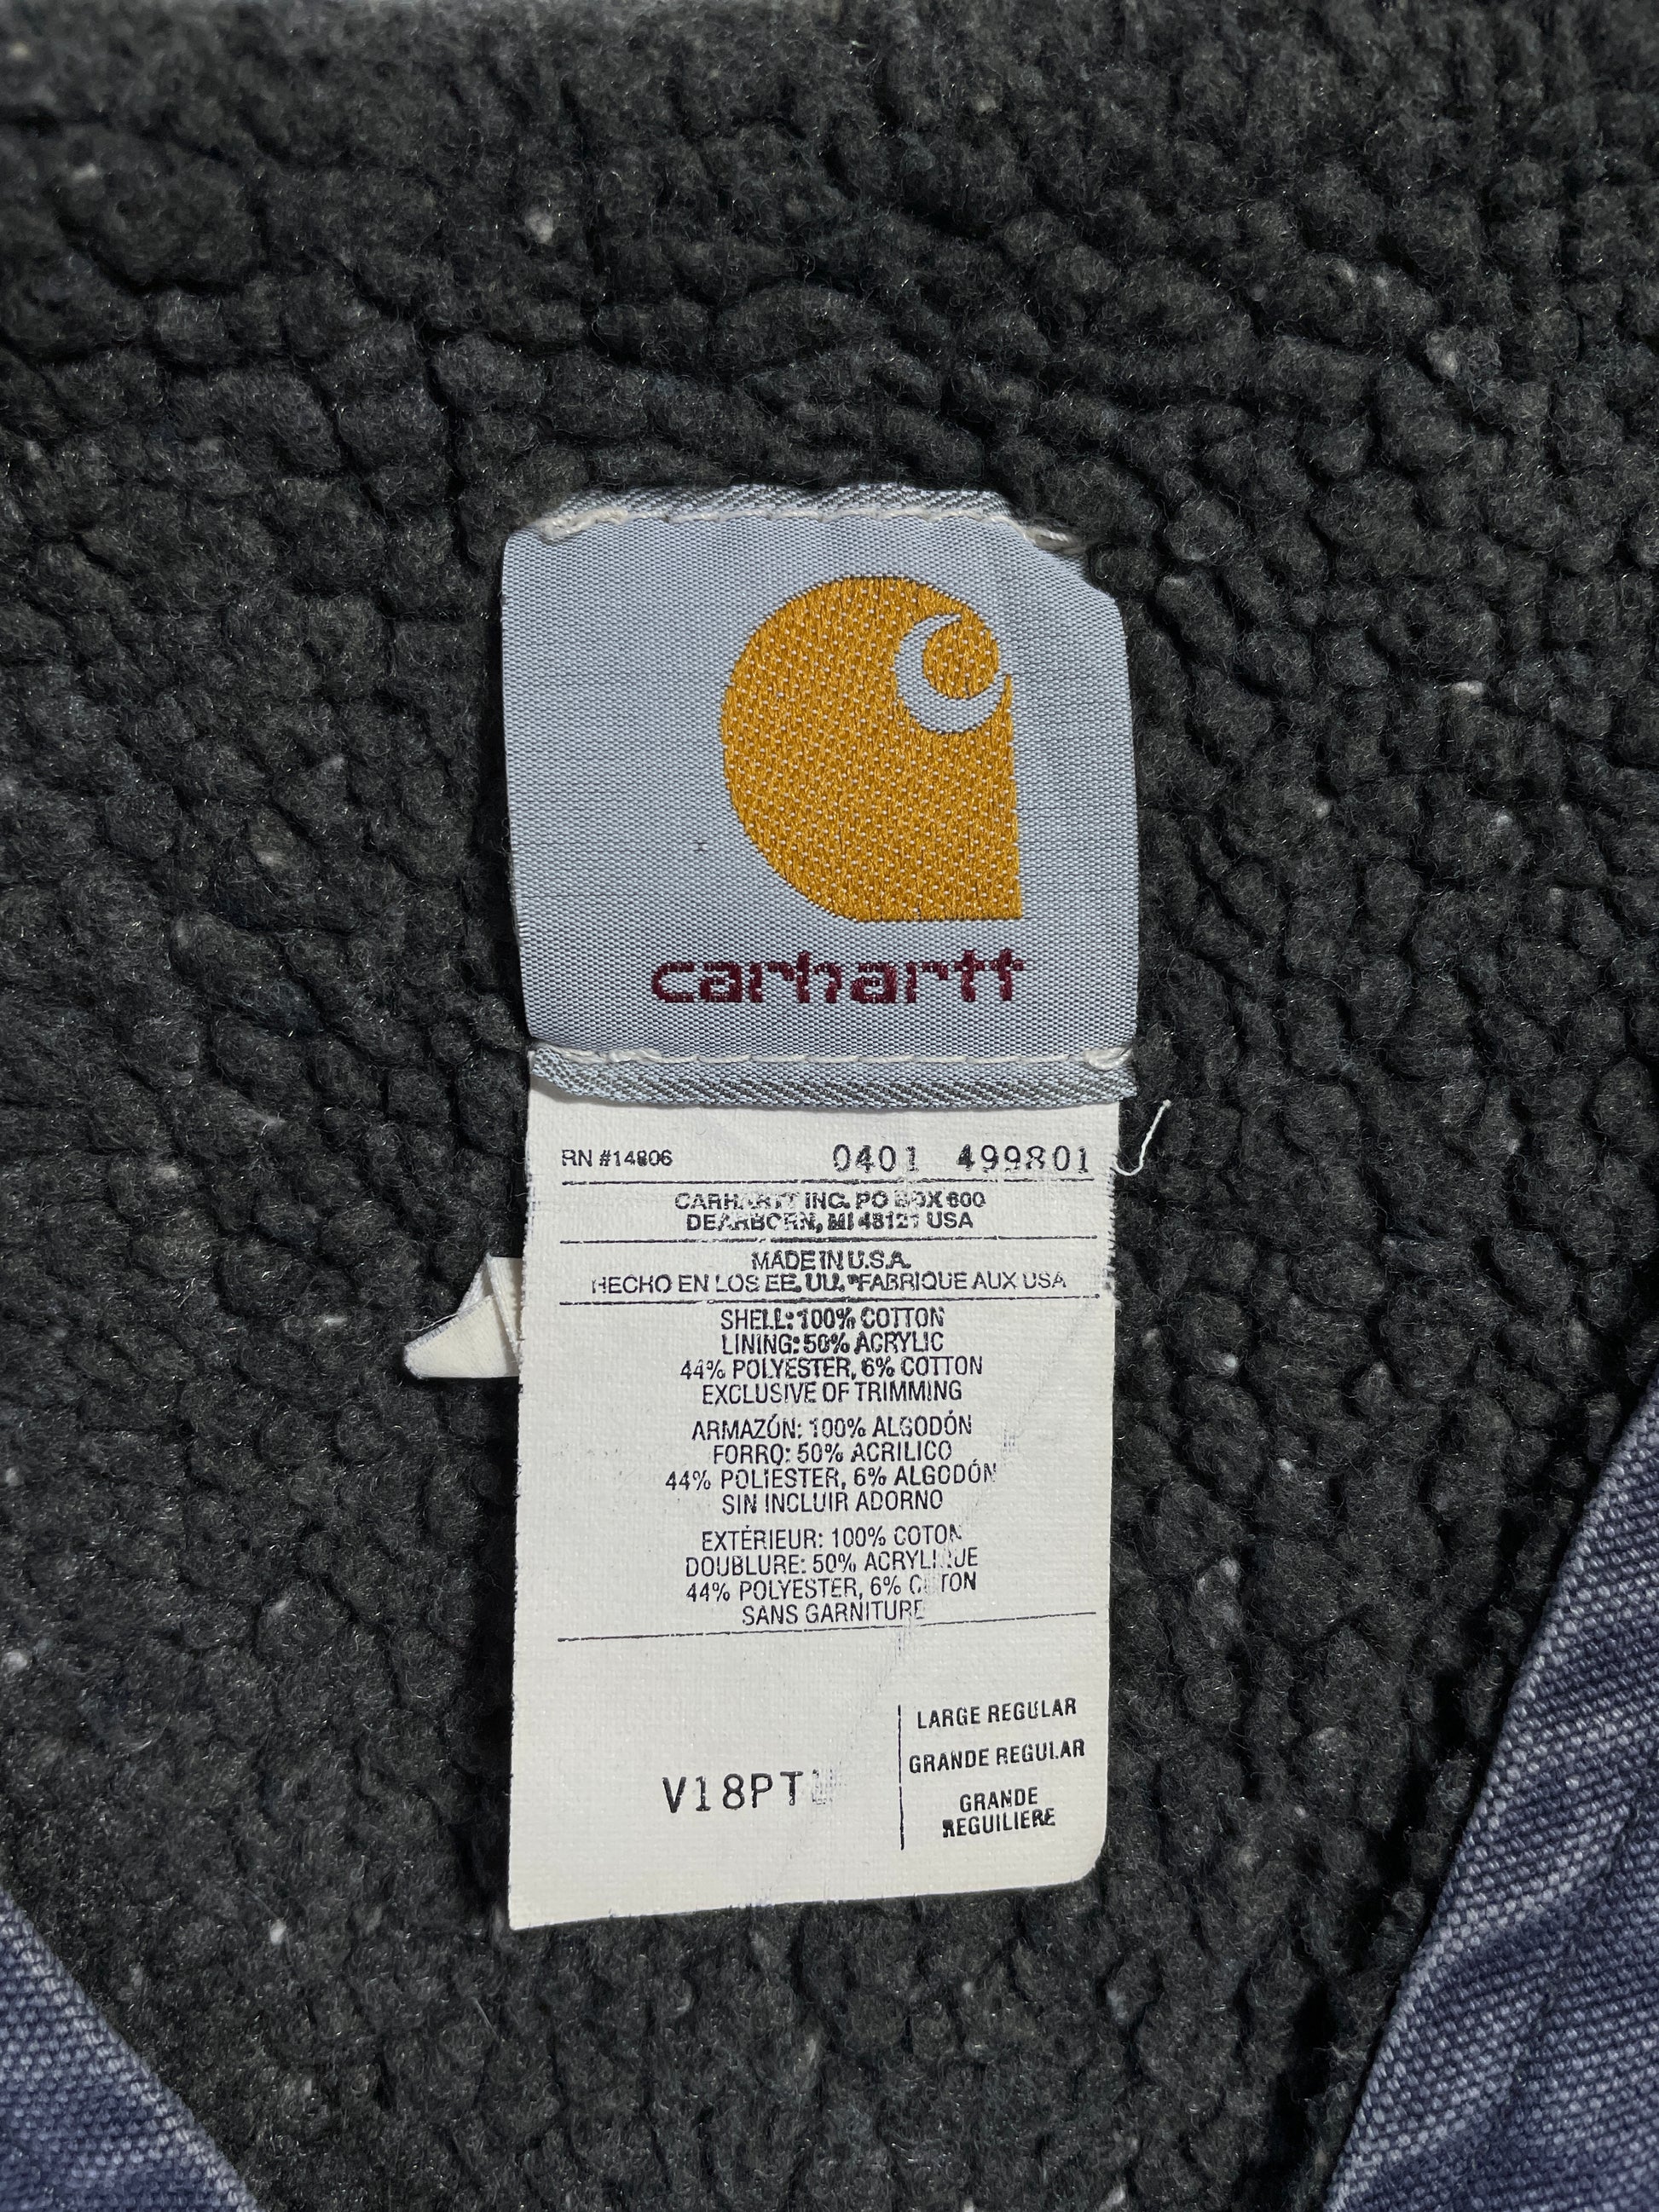 carhartt
RN #14806 0401 499801
CARHARTT INC. PO BOX 600
DEARBORN, MI 48121 USA
MADE IN U.S.A.
HECHO EN LOS EE. UU. *FABRIQUE AUX USA
SHELL: 100% COTTON
LINING: 50% ACRYLIC
44% POLYESTER, 6% COTTON
EXCLUSIVE OF TRIMMING
ARMAZÓN: 100% ALGODÓN
FORRO: 50% ACRILICO
44% POLIESTER, 6% ALGODÓN
SIN INCLUIR ADORNO
EXTÉRIEUR: 100% COTON
DOUBLURE: 50% ACRYLIQUE
44% POLYESTER, 6% COTON
SANS GARNITURE
LARGE REGULAR
GRANDE REGULAR
GRANDE
REGUILIERE